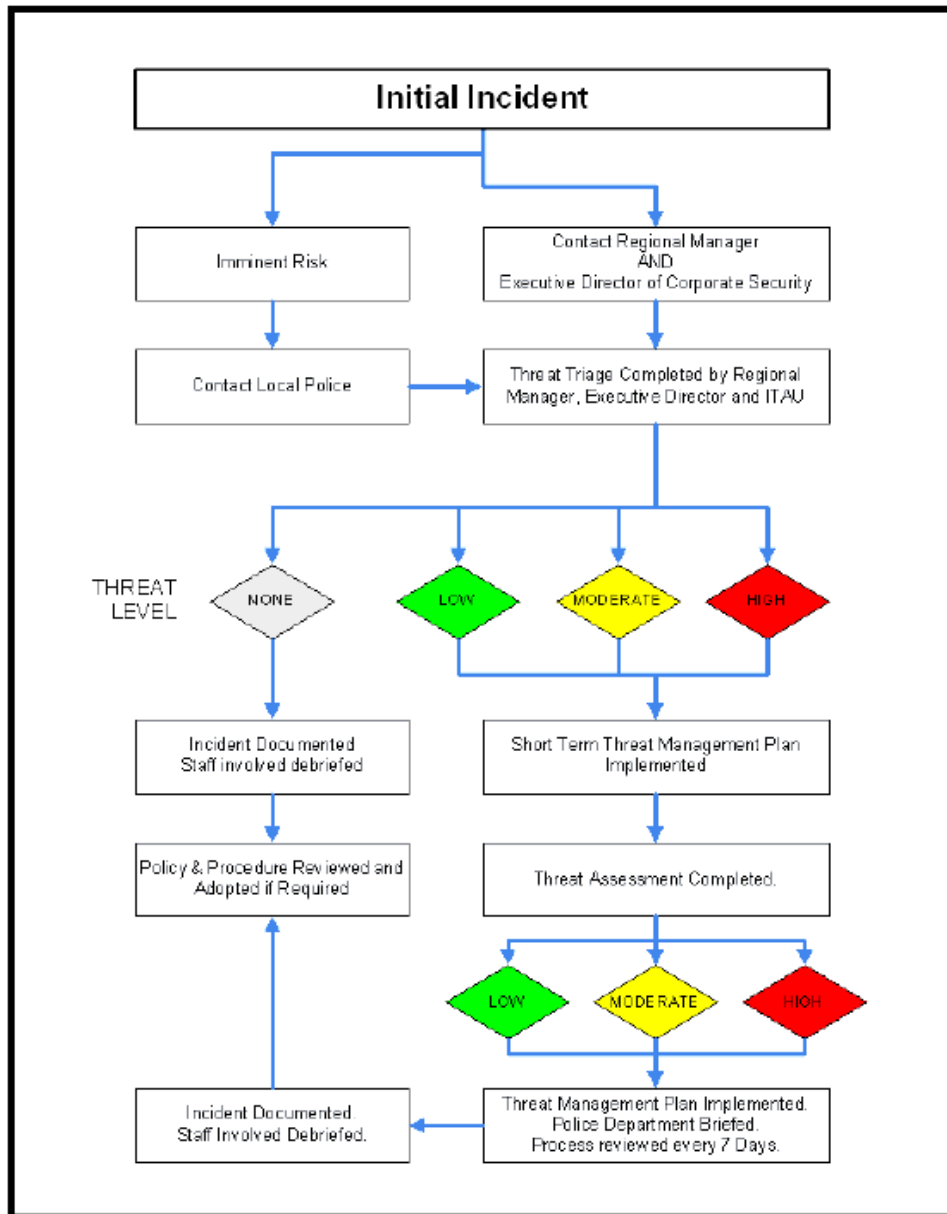 Initial Incident
Imminent Risk
Contact Regional Manager
AND
Executive Director of Corporate Security
Contact Local Police
Threat Triage Completed by Regional
Manager, Executive Director and ITAU
THREAT
LEVEL
NONE
LOW
MODERATE
HIGH
Incident Documented
Staff involved debriefed
Short Term Threat Management Plan
Implemented
Policy & Procedure Reviewed and
Adopted if Required
Threat Assessment Completed.
LOW
MODERATE
HIGH
Incident Documented.
Staff Involved Debriefed.
Threat Management Plan Implemented.
Police Department Briefed.
Process reviewed every 7 Days.